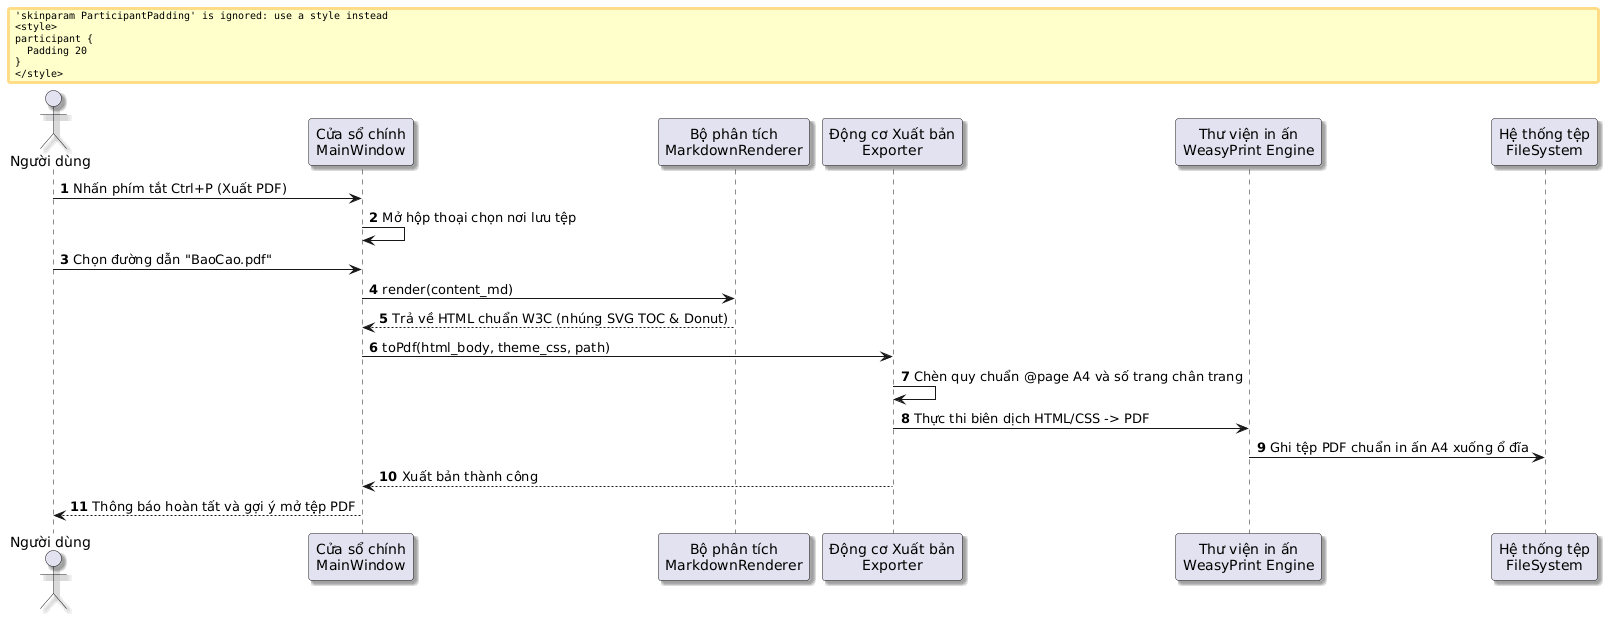 'skinparam ParticipantPadding' is ignored: use a style instead
<style>
participant {
  Padding 20
}
</style>
Người dùng
Cửa sổ chính
MainWindow
Bộ phân tích
MarkdownRenderer
Động cơ Xuất bản
Exporter
Thư viện in ấn
WeasyPrint Engine
Hệ thống tệp
FileSystem
1 Nhấn phím tắt Ctrl+P (Xuất PDF)
2 Mở hộp thoại chọn nơi lưu tệp
3 Chọn đường dẫn "BaoCao.pdf"
4 render(content_md)
5 Trả về HTML chuẩn W3C (nhúng SVG TOC & Donut)
6 toPdf(html_body, theme_css, path)
7 Chèn quy chuẩn @page A4 và số trang chân trang
8 Thực thi biên dịch HTML/CSS -> PDF
9 Ghi tệp PDF chuẩn in ấn A4 xuống ổ đĩa
10 Xuất bản thành công
11 Thông báo hoàn tất và gợi ý mở tệp PDF
Người dùng
Cửa sổ chính
MainWindow
Bộ phân tích
MarkdownRenderer
Động cơ Xuất bản
Exporter
Thư viện in ấn
WeasyPrint Engine
Hệ thống tệp
FileSystem